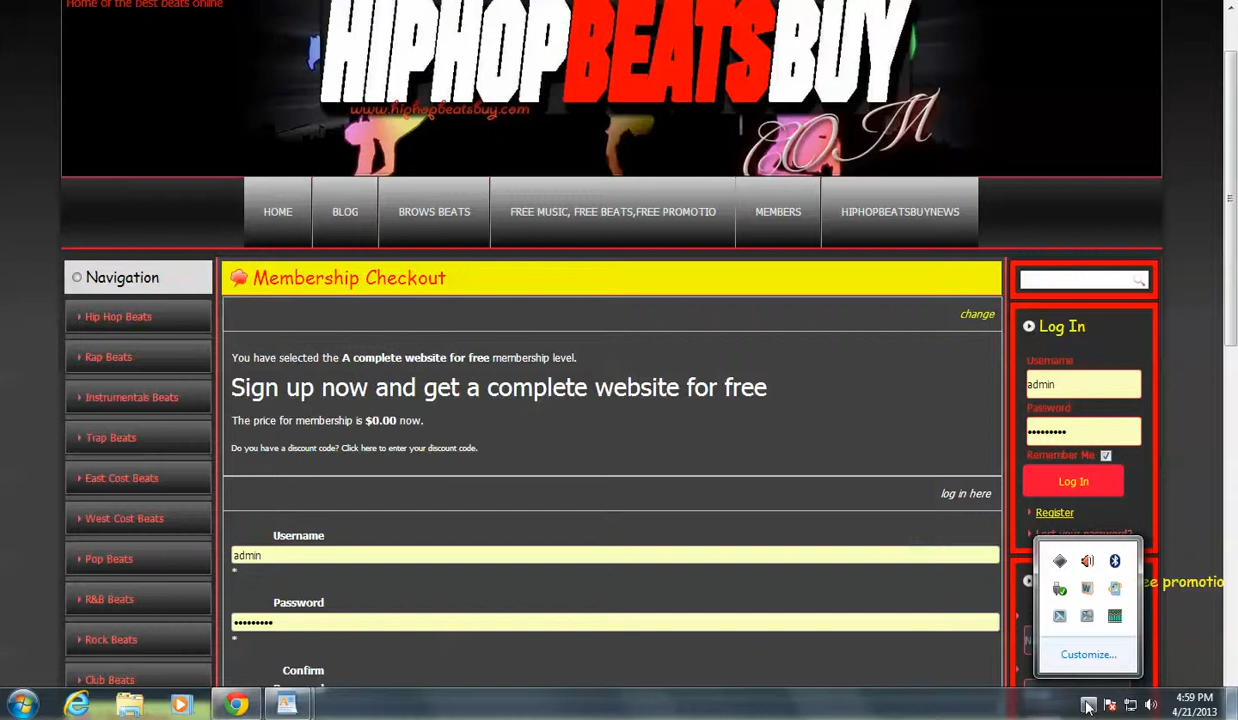 Home of the best beats online
HIPHOPBEATSBUY
www.hiphopbeatsbuy.com
COM
HOME
BLOG
BROWS BEATS
FREE MUSIC, FREE BEATS,FREE PROMOTIO
MEMBERS
HIPHOPBEATSBUYNEWS
Navigation
Hip Hop Beats
Rap Beats
Instrumentals Beats
Trap Beats
East Cost Beats
West Cost Beats
Pop Beats
R&B Beats
Rock Beats
Club Beats
Membership Checkout
change
You have selected the A complete website for free membership level.
Sign up now and get a complete website for free
The price for membership is $0.00 now.
Do you have a discount code? Click here to enter your discount code.
log in here
Username
admin
*
Password
•••••••••
*
Confirm
Log In
Username
admin
Password
•••••••••
Remember Me
Log In
Register
Lost your password?
ee promotio
Customize...
4:59 PM
4/21/2013